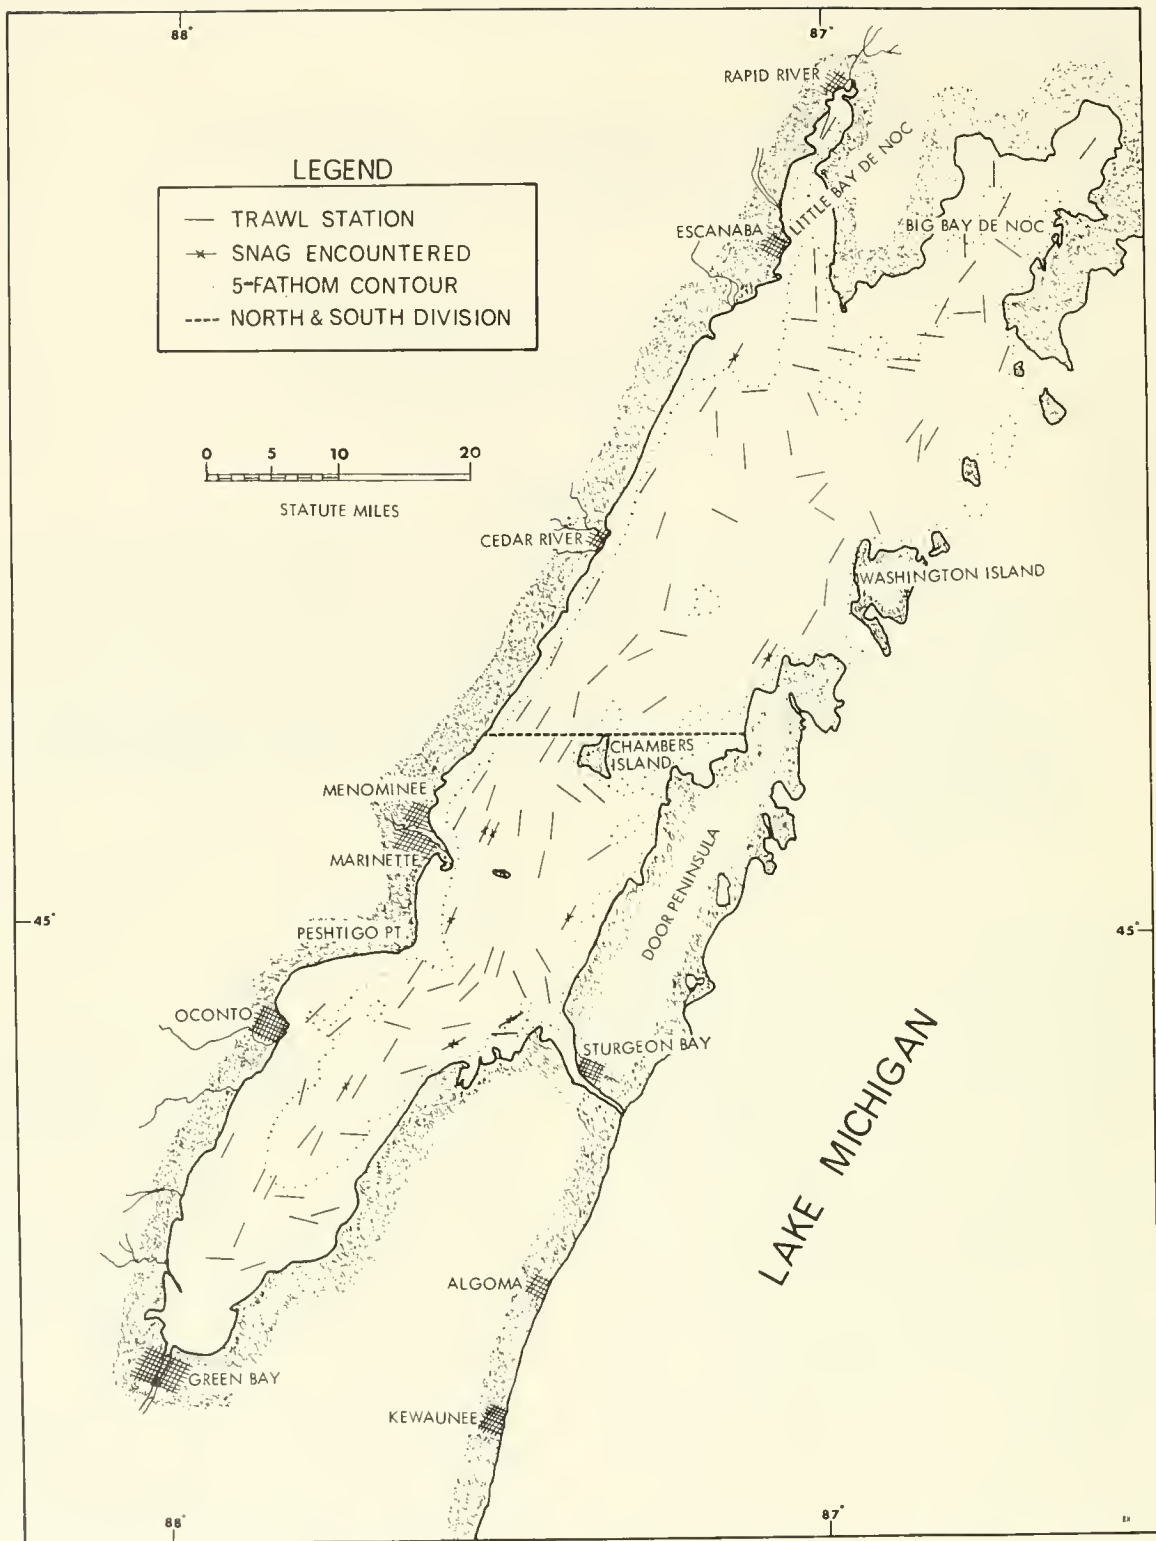 88°
87°
RAPID RIVER
LEGEND
TRAWL STATION
SNAG ENCOUNTERED
5-FATHOM CONTOUR
NORTH & SOUTH DIVISION
LITTLE BAY DE NOC
ESCANABA
BIG BAY DE NOC
0 5 10 20
STATUTE MILES
CEDAR RIVER
WASHINGTON ISLAND
CHAMBERS
ISLAND
MENOMINEE
MARINETTE
DOOR PENINSULA
45°
45°
PESHTIGO PT.
OCONTO
STURGEON BAY
LAKE MICHIGAN
ALGOMA
GREEN BAY
KEWAUNEE
88°
87°